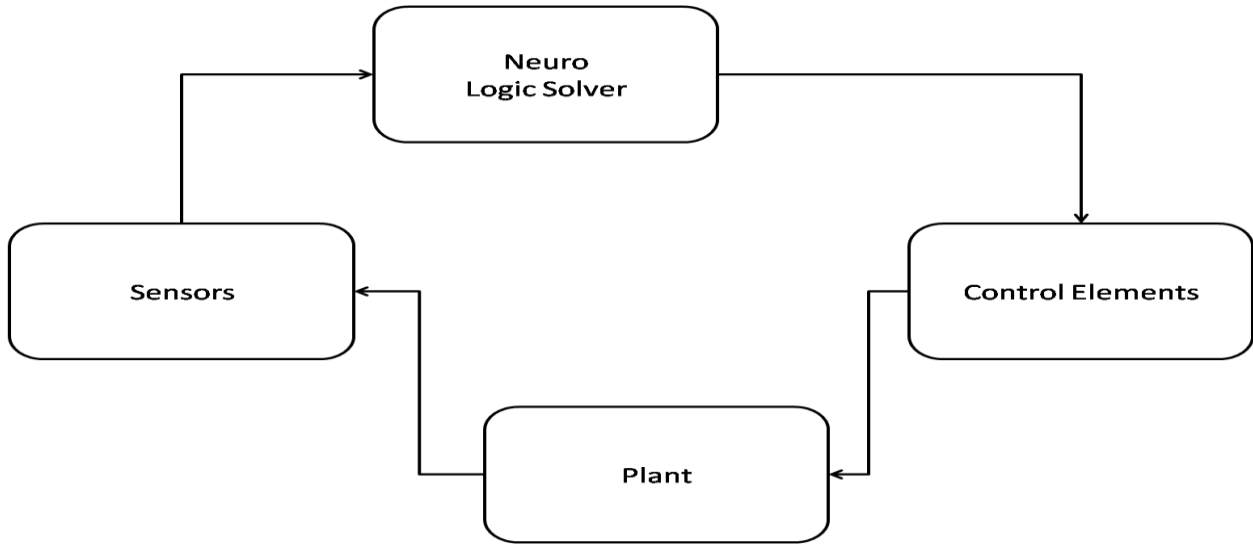 Neuro
Logic Solver
Sensors
Control Elements
Plant